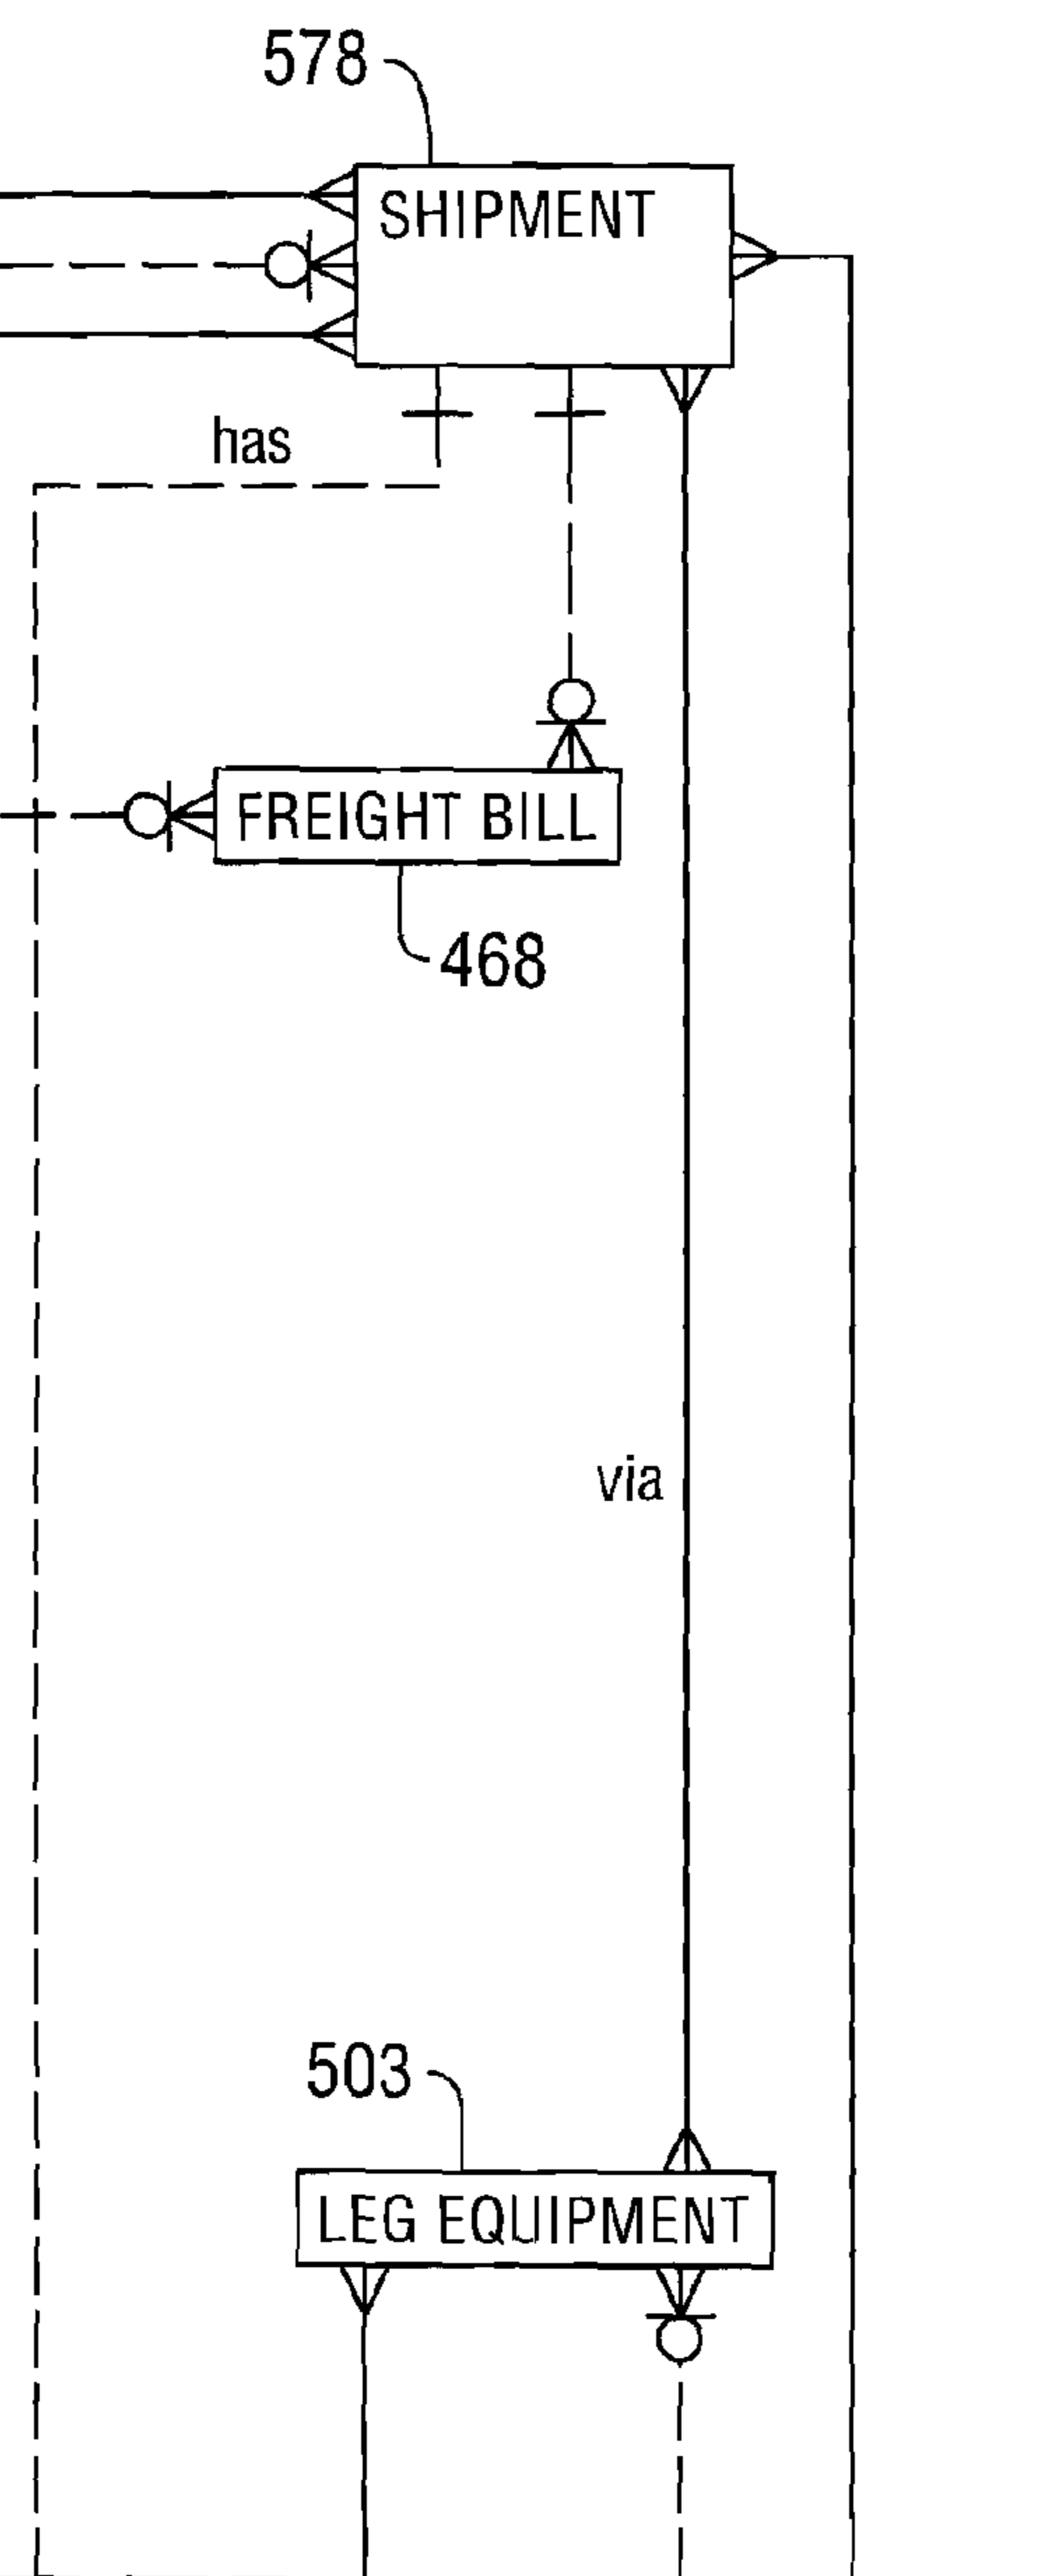 578
SHIPMENT
has
FREIGHT BILL
468
via
503
LEG EQUIPMENT